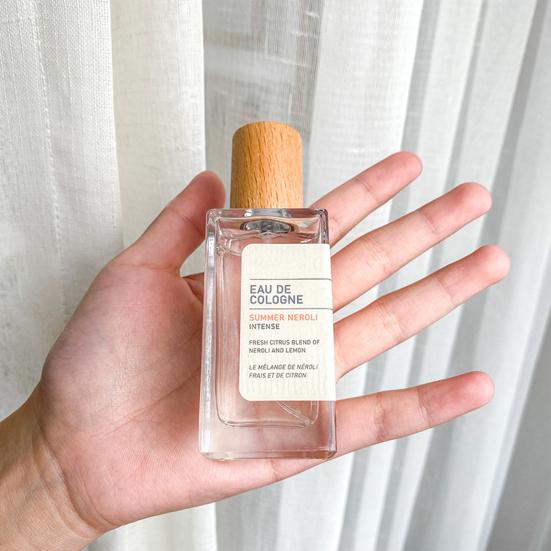 EAU DE
COLOGNE
SUMMER NEROLI
INTENSE
FRESH CITRUS BLEND OF
NEROLI AND LEMON
LE MÉLANGE DE NÉROLI
FRAIS ET DE CITRON